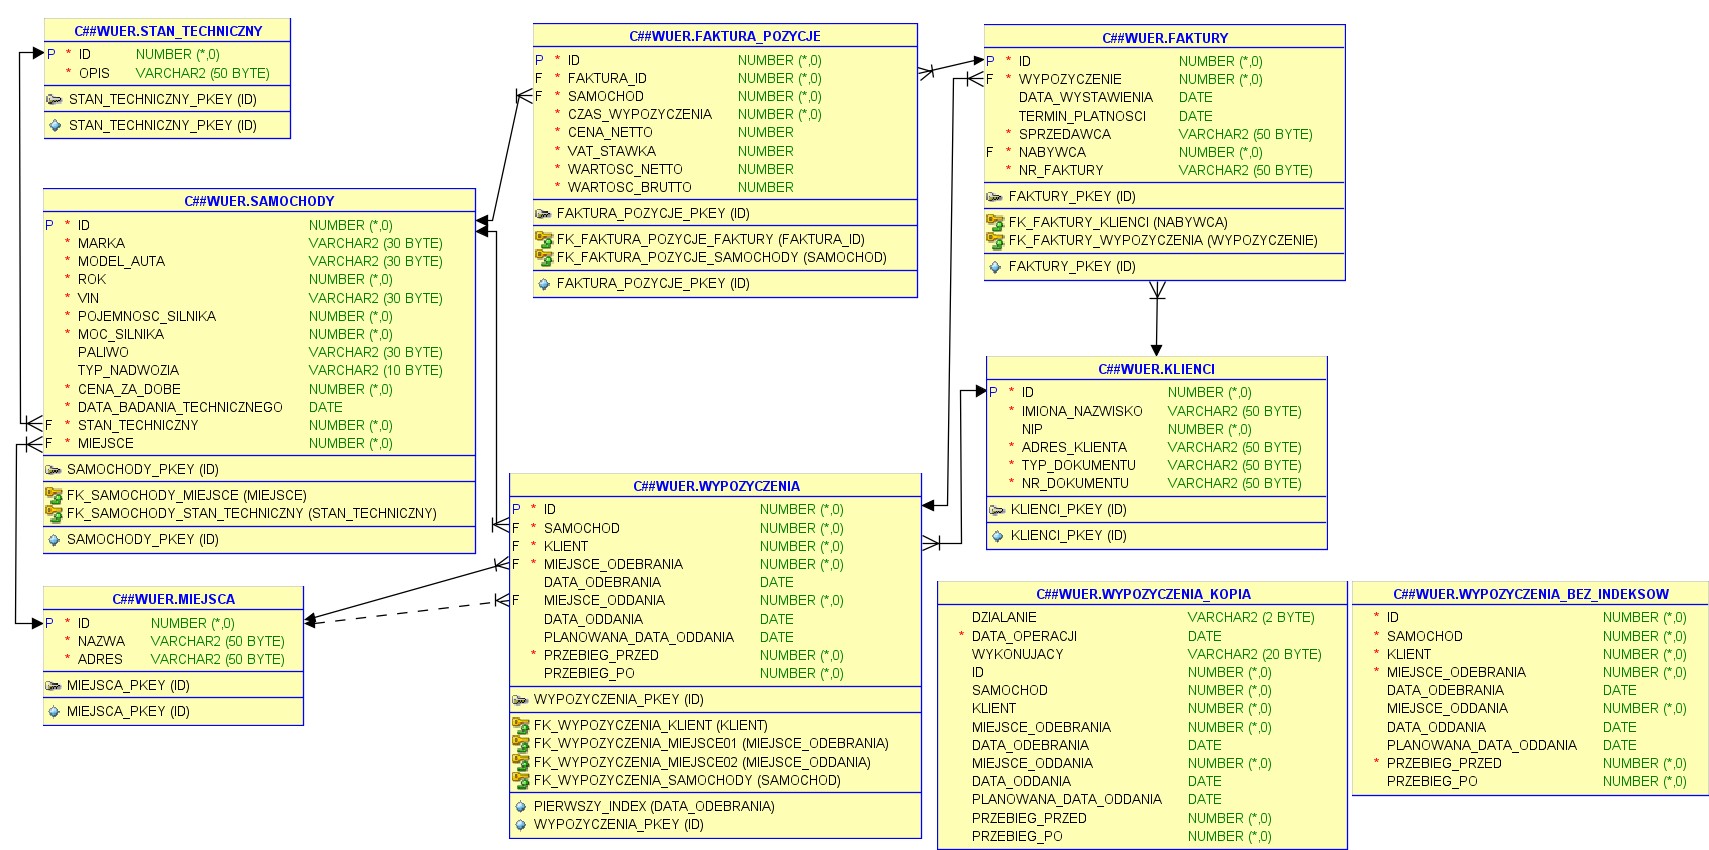 C##WUER.STAN_TECHNICZNY
P * ID NUMBER (*,0)
* OPIS VARCHAR2 (50 BYTE)
STAN_TECHNICZNY_PKEY (ID)
STAN_TECHNICZNY_PKEY (ID)
C##WUER.FAKTURA_POZYCJE
P * ID NUMBER (*,0)
F * FAKTURA_ID NUMBER (*,0)
F * SAMOCHOD NUMBER (*,0)
* CZAS_WYPOZYCZENIA NUMBER (*,0)
* CENA_NETTO NUMBER
* VAT_STAWKA NUMBER
* WARTOSC_NETTO NUMBER
* WARTOSC_BRUTTO NUMBER
FAKTURA_POZYCJE_PKEY (ID)
FK_FAKTURA_POZYCJE_FAKTURY (FAKTURA_ID)
FK_FAKTURA_POZYCJE_SAMOCHODY (SAMOCHOD)
FAKTURA_POZYCJE_PKEY (ID)
C##WUER.FAKTURY
P * ID NUMBER (*,0)
F * WYPOZYCZENIE NUMBER (*,0)
DATA_WYSTAWIENIA DATE
TERMIN_PLATNOSCI DATE
* SPRZEDAWCA VARCHAR2 (50 BYTE)
F * NABYWCA NUMBER (*,0)
* NR_FAKTURY VARCHAR2 (50 BYTE)
FAKTURY_PKEY (ID)
FK_FAKTURY_KLIENCI (NABYWCA)
FK_FAKTURY_WYPOZYCZENIA (WYPOZYCZENIE)
FAKTURY_PKEY (ID)
C##WUER.SAMOCHODY
P * ID NUMBER (*,0)
* MARKA VARCHAR2 (30 BYTE)
* MODEL_AUTA VARCHAR2 (30 BYTE)
* ROK NUMBER (*,0)
* VIN VARCHAR2 (30 BYTE)
* POJEMNOSC_SILNIKA NUMBER (*,0)
* MOC_SILNIKA NUMBER (*,0)
PALIWO VARCHAR2 (30 BYTE)
TYP_NADWOZIA VARCHAR2 (10 BYTE)
* CENA_ZA_DOBE NUMBER (*,0)
* DATA_BADANIA_TECHNICZNEGO DATE
F * STAN_TECHNICZNY NUMBER (*,0)
F * MIEJSCE NUMBER (*,0)
SAMOCHODY_PKEY (ID)
FK_SAMOCHODY_MIEJSCE (MIEJSCE)
FK_SAMOCHODY_STAN_TECHNICZNY (STAN_TECHNICZNY)
SAMOCHODY_PKEY (ID)
C##WUER.KLIENCI
P * ID NUMBER (*,0)
* IMIONA_NAZWISKO VARCHAR2 (50 BYTE)
NIP NUMBER (*,0)
* ADRES_KLIENTA VARCHAR2 (50 BYTE)
* TYP_DOKUMENTU VARCHAR2 (50 BYTE)
* NR_DOKUMENTU VARCHAR2 (50 BYTE)
KLIENCI_PKEY (ID)
KLIENCI_PKEY (ID)
C##WUER.WYPOZYCZENIA
P * ID NUMBER (*,0)
F * SAMOCHOD NUMBER (*,0)
F * KLIENT NUMBER (*,0)
F * MIEJSCE_ODEBRANIA NUMBER (*,0)
DATA_ODEBRANIA DATE
F MIEJSCE_ODDANIA NUMBER (*,0)
DATA_ODDANIA DATE
PLANOWANA_DATA_ODDANIA DATE
* PRZEBIEG_PRZED NUMBER (*,0)
PRZEBIEG_PO NUMBER (*,0)
WYPOZYCZENIA_PKEY (ID)
FK_WYPOZYCZENIA_KLIENT (KLIENT)
FK_WYPOZYCZENIA_MIEJSCE01 (MIEJSCE_ODEBRANIA)
FK_WYPOZYCZENIA_MIEJSCE02 (MIEJSCE_ODDANIA)
FK_WYPOZYCZENIA_SAMOCHODY (SAMOCHOD)
PIERWSZY_INDEX (DATA_ODEBRANIA)
WYPOZYCZENIA_PKEY (ID)
C##WUER.MIEJSCA
P * ID NUMBER (*,0)
* NAZWA VARCHAR2 (50 BYTE)
* ADRES VARCHAR2 (50 BYTE)
MIEJSCA_PKEY (ID)
MIEJSCA_PKEY (ID)
C##WUER.WYPOZYCZENIA_KOPIA
DZIALANIE VARCHAR2 (2 BYTE)
* DATA_OPERACJI DATE
WYKONUJACY VARCHAR2 (20 BYTE)
ID NUMBER (*,0)
SAMOCHOD NUMBER (*,0)
KLIENT NUMBER (*,0)
MIEJSCE_ODEBRANIA NUMBER (*,0)
DATA_ODEBRANIA DATE
MIEJSCE_ODDANIA NUMBER (*,0)
DATA_ODDANIA DATE
PLANOWANA_DATA_ODDANIA DATE
PRZEBIEG_PRZED NUMBER (*,0)
PRZEBIEG_PO NUMBER (*,0)
C##WUER.WYPOZYCZENIA_BEZ_INDEKSOW
* ID NUMBER (*,0)
* SAMOCHOD NUMBER (*,0)
* KLIENT NUMBER (*,0)
* MIEJSCE_ODEBRANIA NUMBER (*,0)
DATA_ODEBRANIA DATE
MIEJSCE_ODDANIA NUMBER (*,0)
DATA_ODDANIA DATE
PLANOWANA_DATA_ODDANIA DATE
* PRZEBIEG_PRZED NUMBER (*,0)
PRZEBIEG_PO NUMBER (*,0)